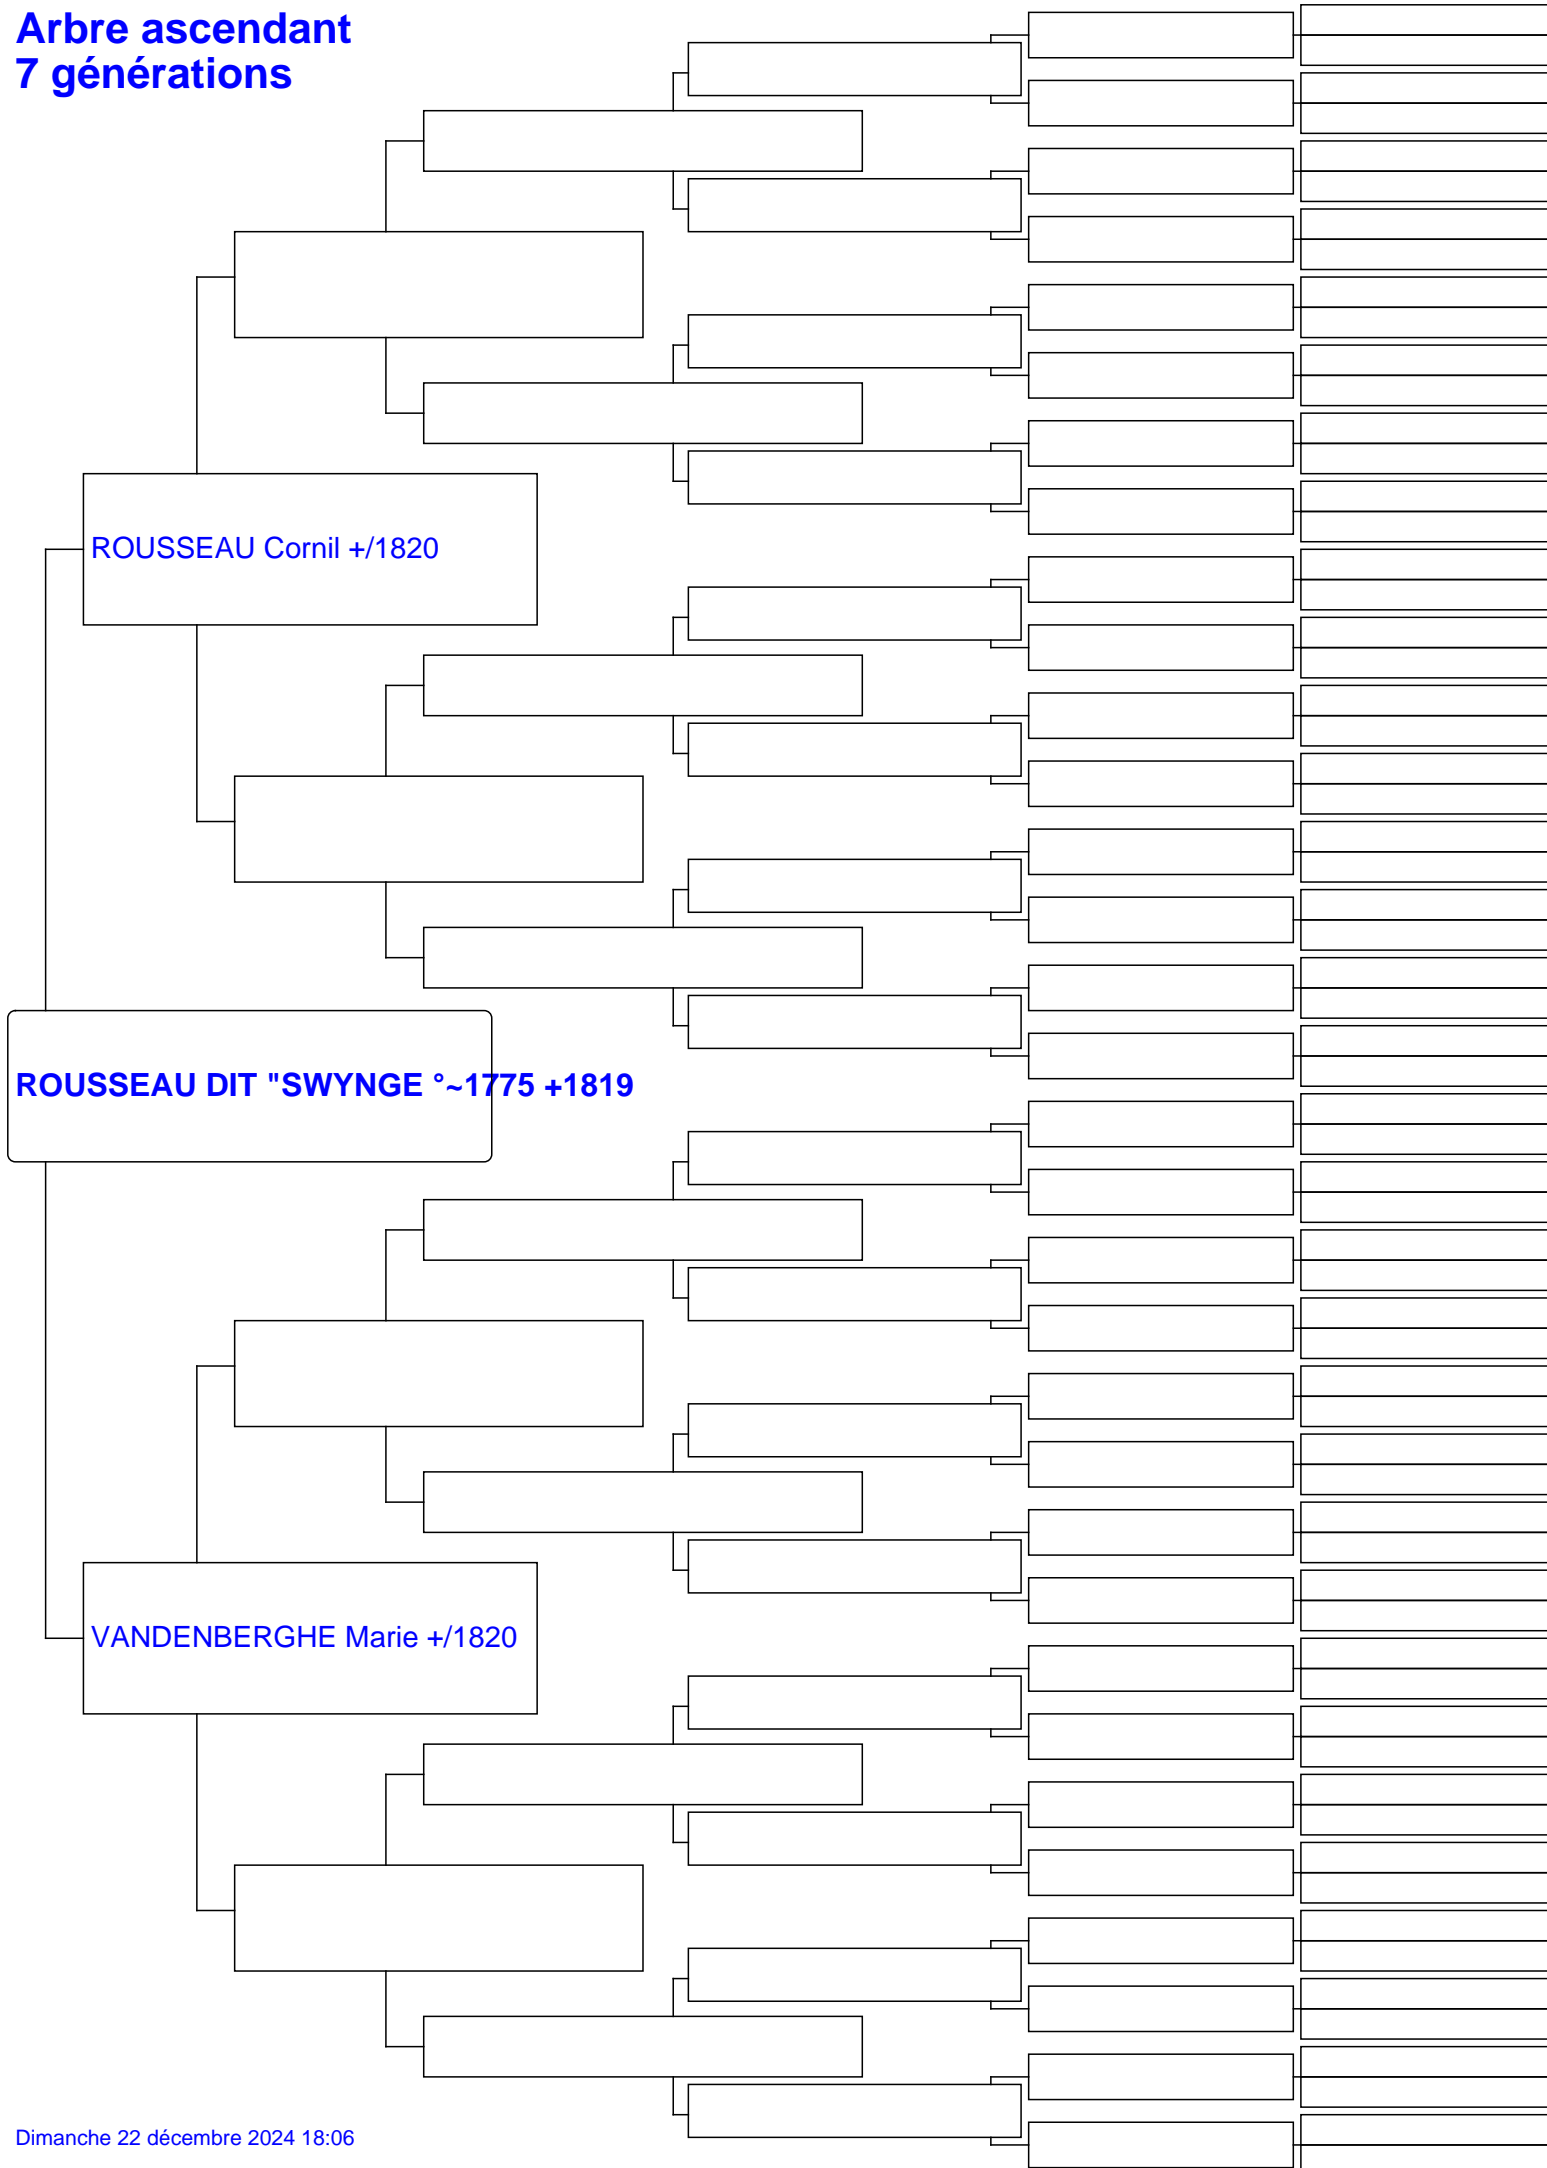 Arbre ascendant
7 générations
ROUSSEAU Cornil +/1820
ROUSSEAU DIT "SWYNGE °~1775 +1819
VANDENBERGHE Marie +/1820
Dimanche 22 décembre 2024 18:06